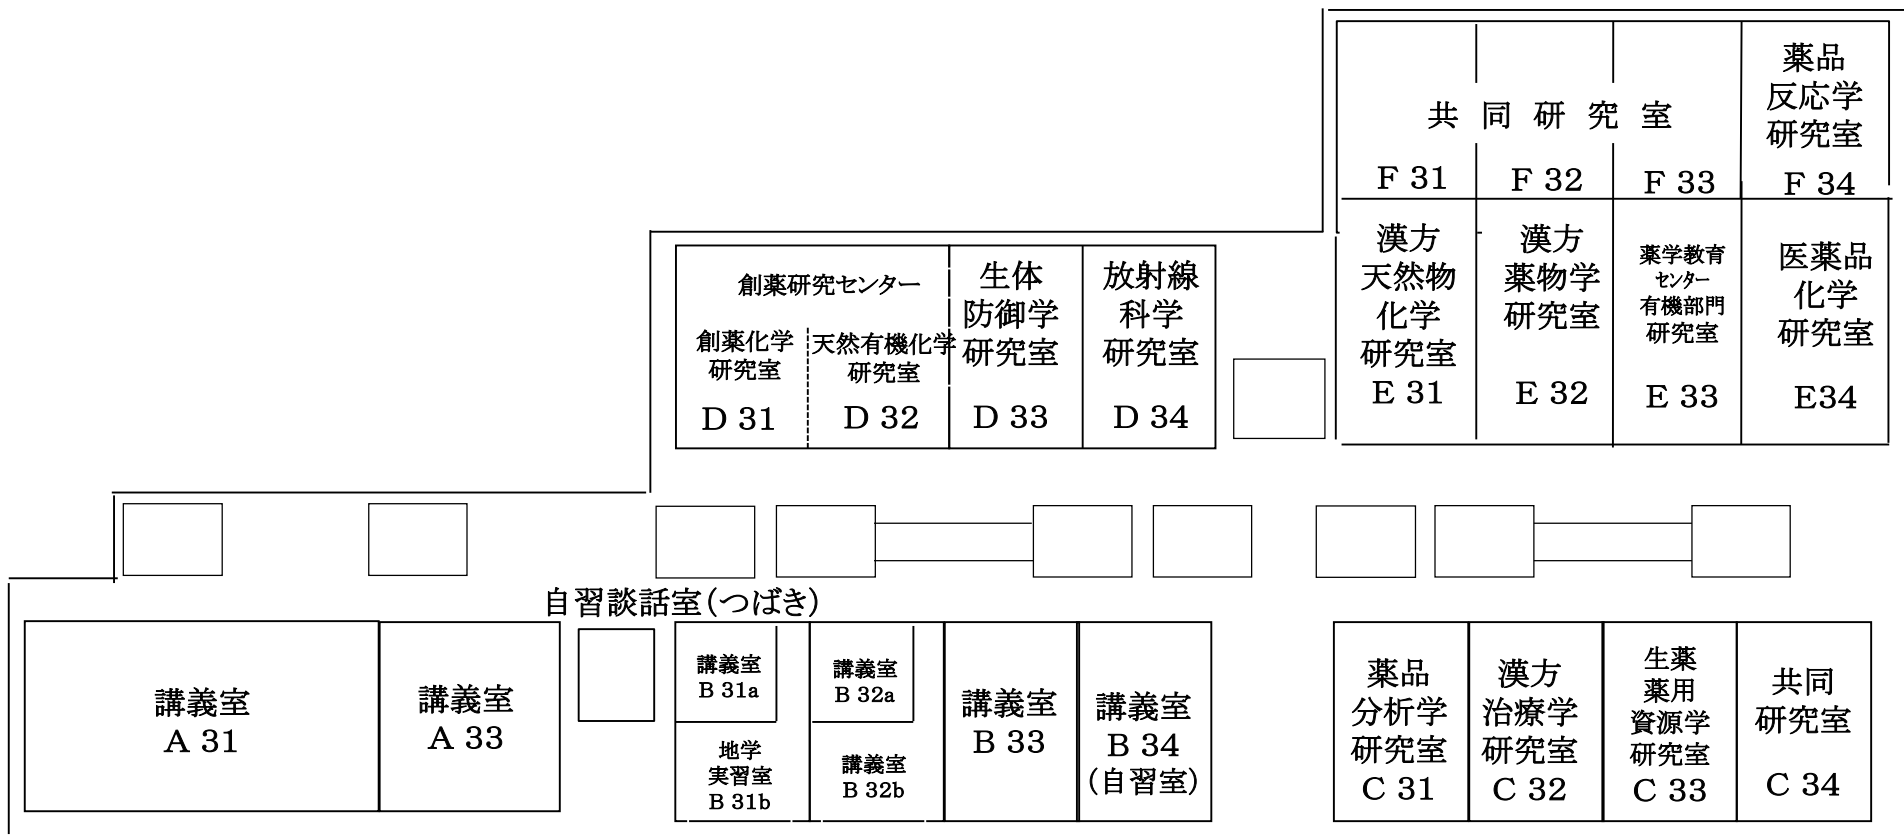 共同研究室
F 31
F 32
F 33
薬品
反応学
研究室
F 34
漢方
天然物
化学
研究室
E 31
漢方
薬物学
研究室
E 32
薬学教育
センター
有機部門
研究室
E 33
医薬品
化学
研究室
E34
創薬研究センター
創薬化学
研究室
D 31
天然有機化学
研究室
D 32
生体
防御学
研究室
D 33
放射線
科学
研究室
D 34
自習談話室(つばき)
講義室
A 31
講義室
A 33
講義室
B 31a
地学
実習室
B 31b
講義室
B 32a
講義室
B 32b
講義室
B 33
講義室
B 34
(自習室)
薬品
分析学
研究室
C 31
漢方
治療学
研究室
C 32
生薬
薬用
資源学
研究室
C 33
共同
研究室
C 34